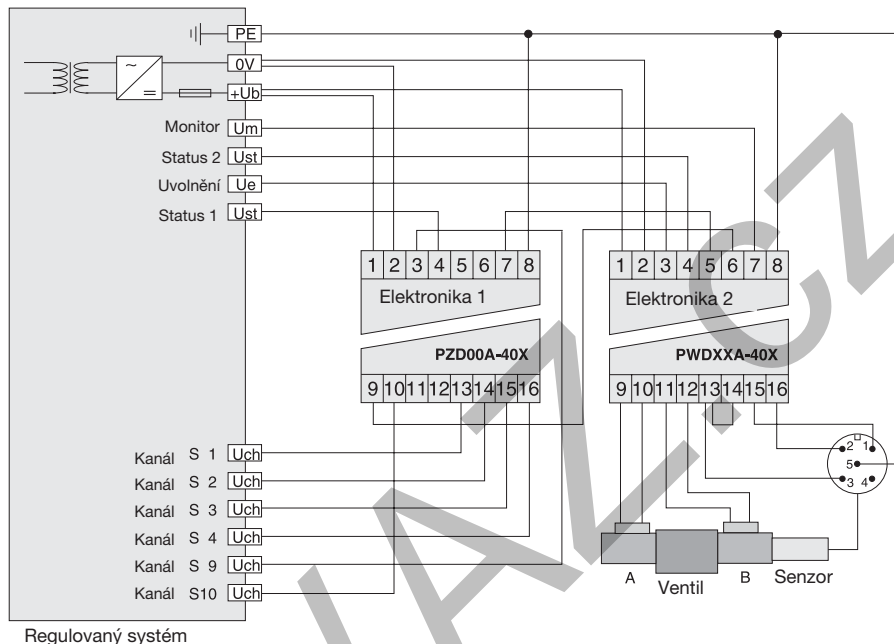 PE
0V
~
=
+Ub
Monitor Um
Status 2 Ust
Uvolnění Ue
Status 1 Ust
1 2 3 4 5 6 7 8
Elektronika 1
PZD00A-40X
9 10 11 12 13 14 15 16
1 2 3 4 5 6 7 8
Elektronika 2
PWDXXA-40X
9 10 11 12 13 14 15 16
2 1
5
3 4
Kanál S 1 Uch
Kanál S 2 Uch
Kanál S 3 Uch
Kanál S 4 Uch
Kanál S 9 Uch
Kanál S10 Uch
A
Ventil
B
Senzor
Regulovaný systém